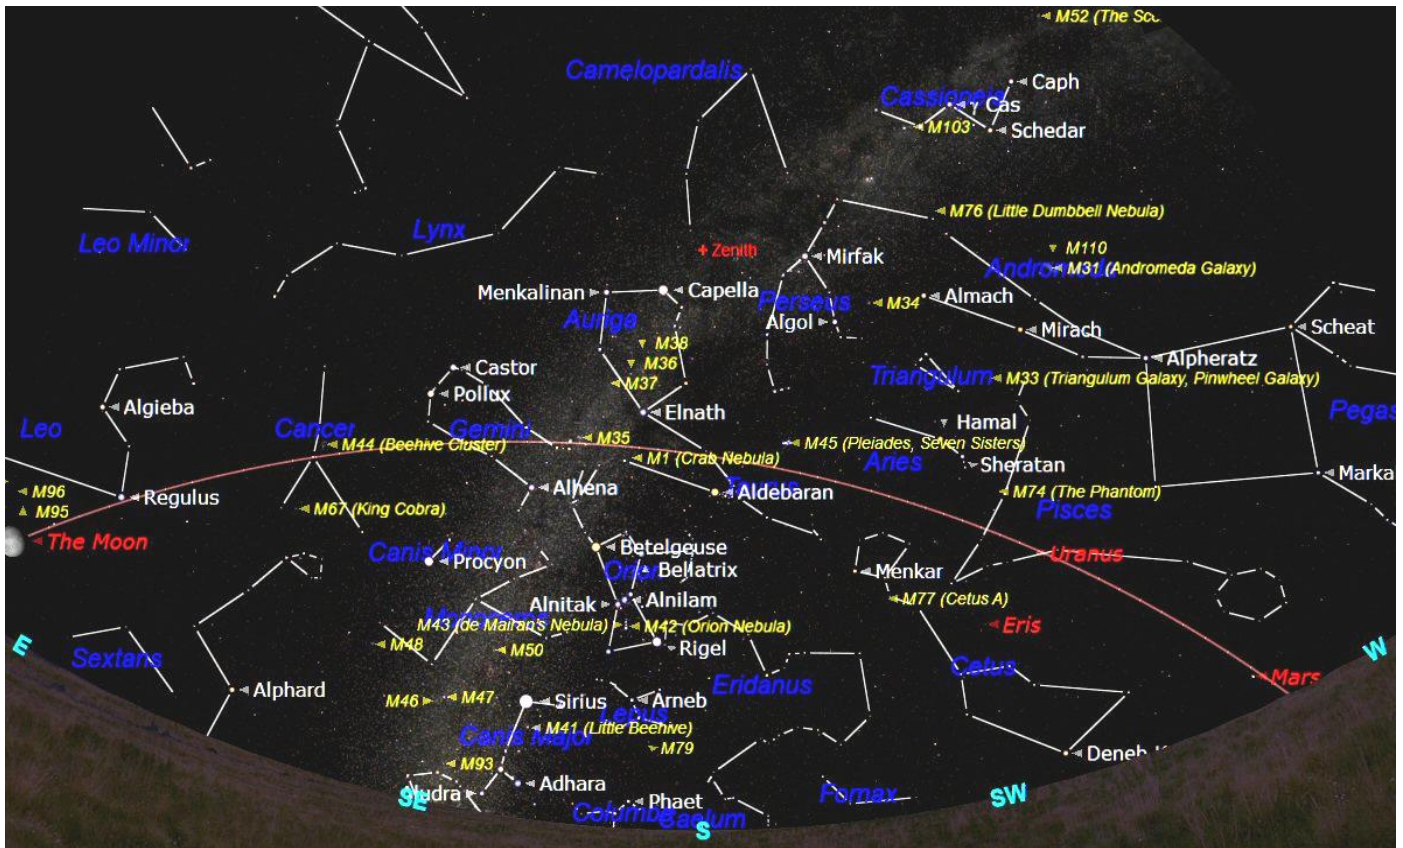 M52 (The Sco
Camelopardalis
Caph
Cassiopeia
γ Cas
M103
Schedar
M76 (Little Dumbbell Nebula)
Leo Minor
Lynx
Zenith
Mirfak
M110
Andromeda
M31 (Andromeda Galaxy)
Menkalinan
Capella
Perseus
M34
Almach
Auriga
Algol
Mirach
Scheat
M38
M36
Alpheratz
Castor
M37
Triangulum
M33 (Triangulum Galaxy, Pinwheel Galaxy)
Pollux
Algieba
Elnath
Hamal
Pegas
Leo
Cancer
Gemini
M35
M44 (Beehive Cluster)
M45 (Pleiades, Seven Sisters)
M1 (Crab Nebula)
Aries
Sheratan
Marka
M96
Regulus
Alhena
Taurus
Aldebaran
M74 (The Phantom)
M95
M67 (King Cobra)
Pisces
The Moon
Canis Minor
Betelgeuse
Uranus
Procyon
Orion
Bellatrix
Menkar
Alnitak
Alnilam
M77 (Cetus A)
Monoceros
M43 (de Mairan's Nebula)
M42 (Orion Nebula)
Eris
E
M48
M50
Rigel
W
Sextans
Cetus
Mars
Alphard
Eridanus
M46
M47
Sirius
Arneb
Lepus
M41 (Little Beehive)
Canis Major
M79
Deneb K
M93
Adhara
Aludra
SE
Phaet
Fornax
SW
Columba
Caelum
S